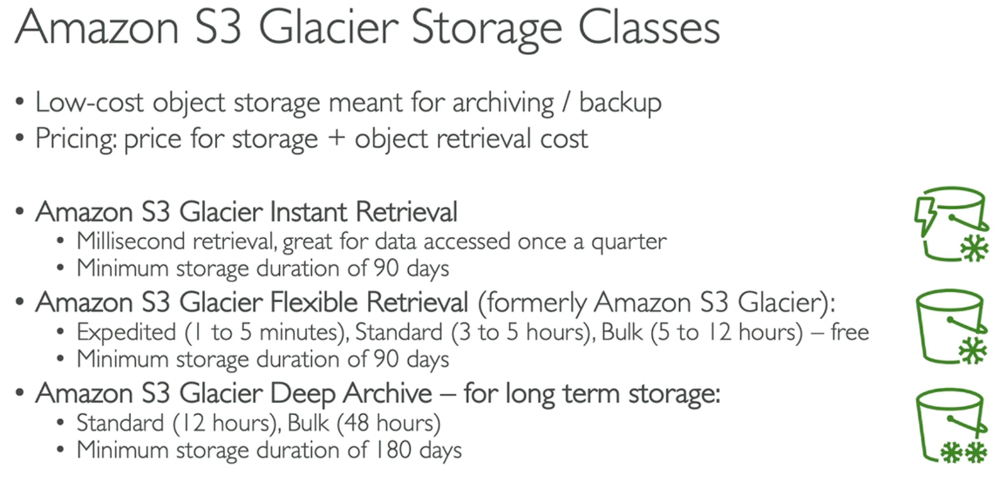 Amazon S3 Glacier Storage Classes
• Low-cost object storage meant for archiving / backup
• Pricing: price for storage + object retrieval cost
• Amazon S3 Glacier Instant Retrieval
• Millisecond retrieval, great for data accessed once a quarter
• Minimum storage duration of 90 days
• Amazon S3 Glacier Flexible Retrieval (formerly Amazon S3 Glacier):
• Expedited (1 to 5 minutes), Standard (3 to 5 hours), Bulk (5 to 12 hours) – free
• Minimum storage duration of 90 days
• Amazon S3 Glacier Deep Archive – for long term storage:
• Standard (12 hours), Bulk (48 hours)
• Minimum storage duration of 180 days